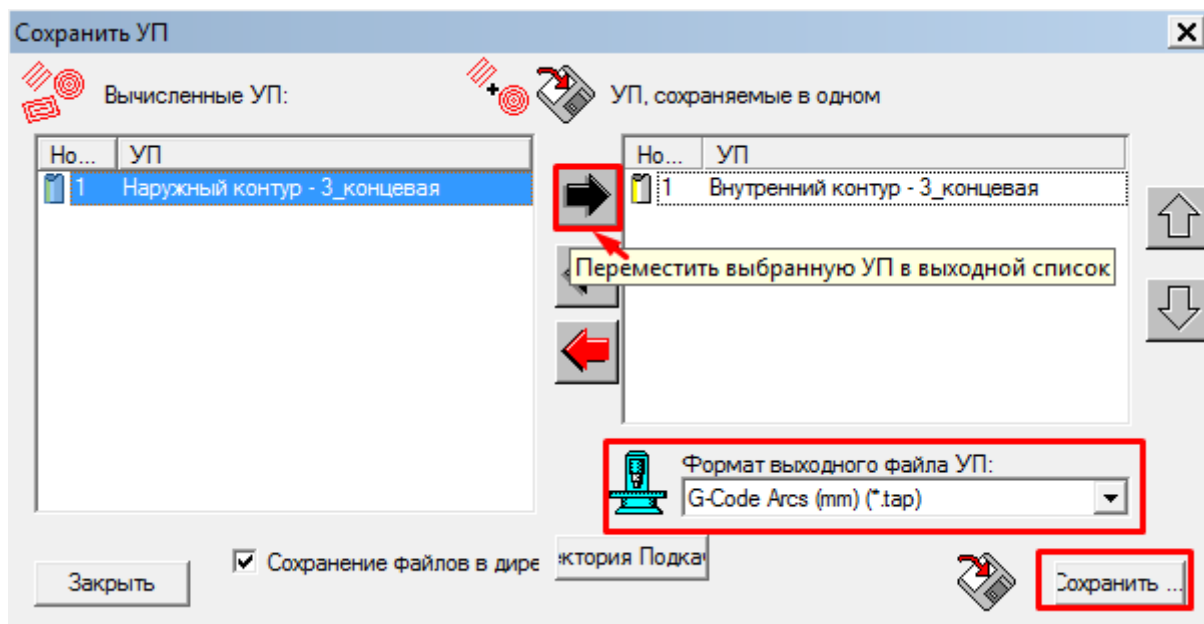 Сохранить УП
Вычисленные УП:
УП, сохраняемые в одном
Но... УП
1 Наружный контур - 3_концевая
Но... УП
1 Внутренний контур - 3_концевая
Переместить выбранную УП в выходной список
Формат выходного файла УП:
G-Code Arcs (mm) (*.tap)
Сохранение файлов в дире
ектория Подкач
Закрыть
Сохранить ...